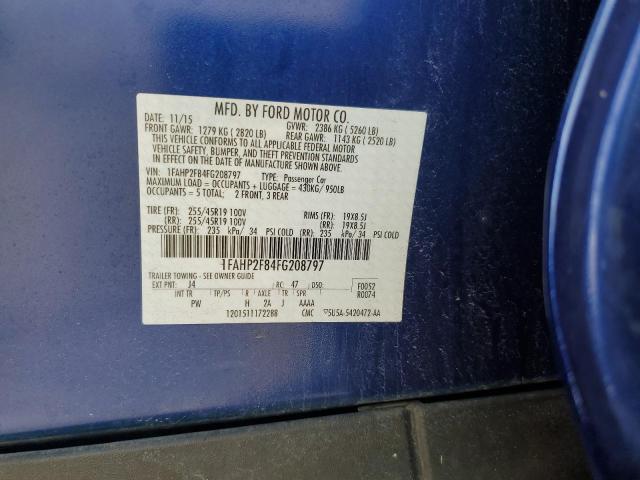 MFD. BY FORD MOTOR CO.
DATE: 11/15 GVWR: 2386 KG ( 5260 LB)
FRONT GAWR: 1279 KG ( 2820 LB) REAR GAWR: 1143 KG ( 2520 LB)
THIS VEHICLE CONFORMS TO ALL APPLICABLE FEDERAL MOTOR
VEHICLE SAFETY, BUMPER, AND THEFT PREVENTION STANDARDS
IN EFFECT ON THE DATE OF MANUFACTURE SHOWN ABOVE.
VIN: 1FAHP2F84FG208797 TYPE: Passenger Car
MAXIMUM LOAD = OCCUPANTS + LUGGAGE = 430KG/ 950LB
OCCUPANTS = 5 TOTAL: 2 FRONT, 3 REAR
TIRE (FR): 255/45R19 100V RIMS (FR): 19X8.5J
(RR): 255/45R19 100V (RR): 19X8.5J
PRESSURE (FR): 235 kPa/ 34 PSI COLD (RR) 235 kPa/ 34 PSI COLD
1FAHP2F84FG208797
TRAILER TOWING - SEE OWNER GUIDE
EXT PNT: J4 RC: 47 DSO: F0052
R0074
INT TR TP/PS R AXLE TR SPR
PW H 2A J AAAA
1201511172288 CMC 5U5A-5420472-AA